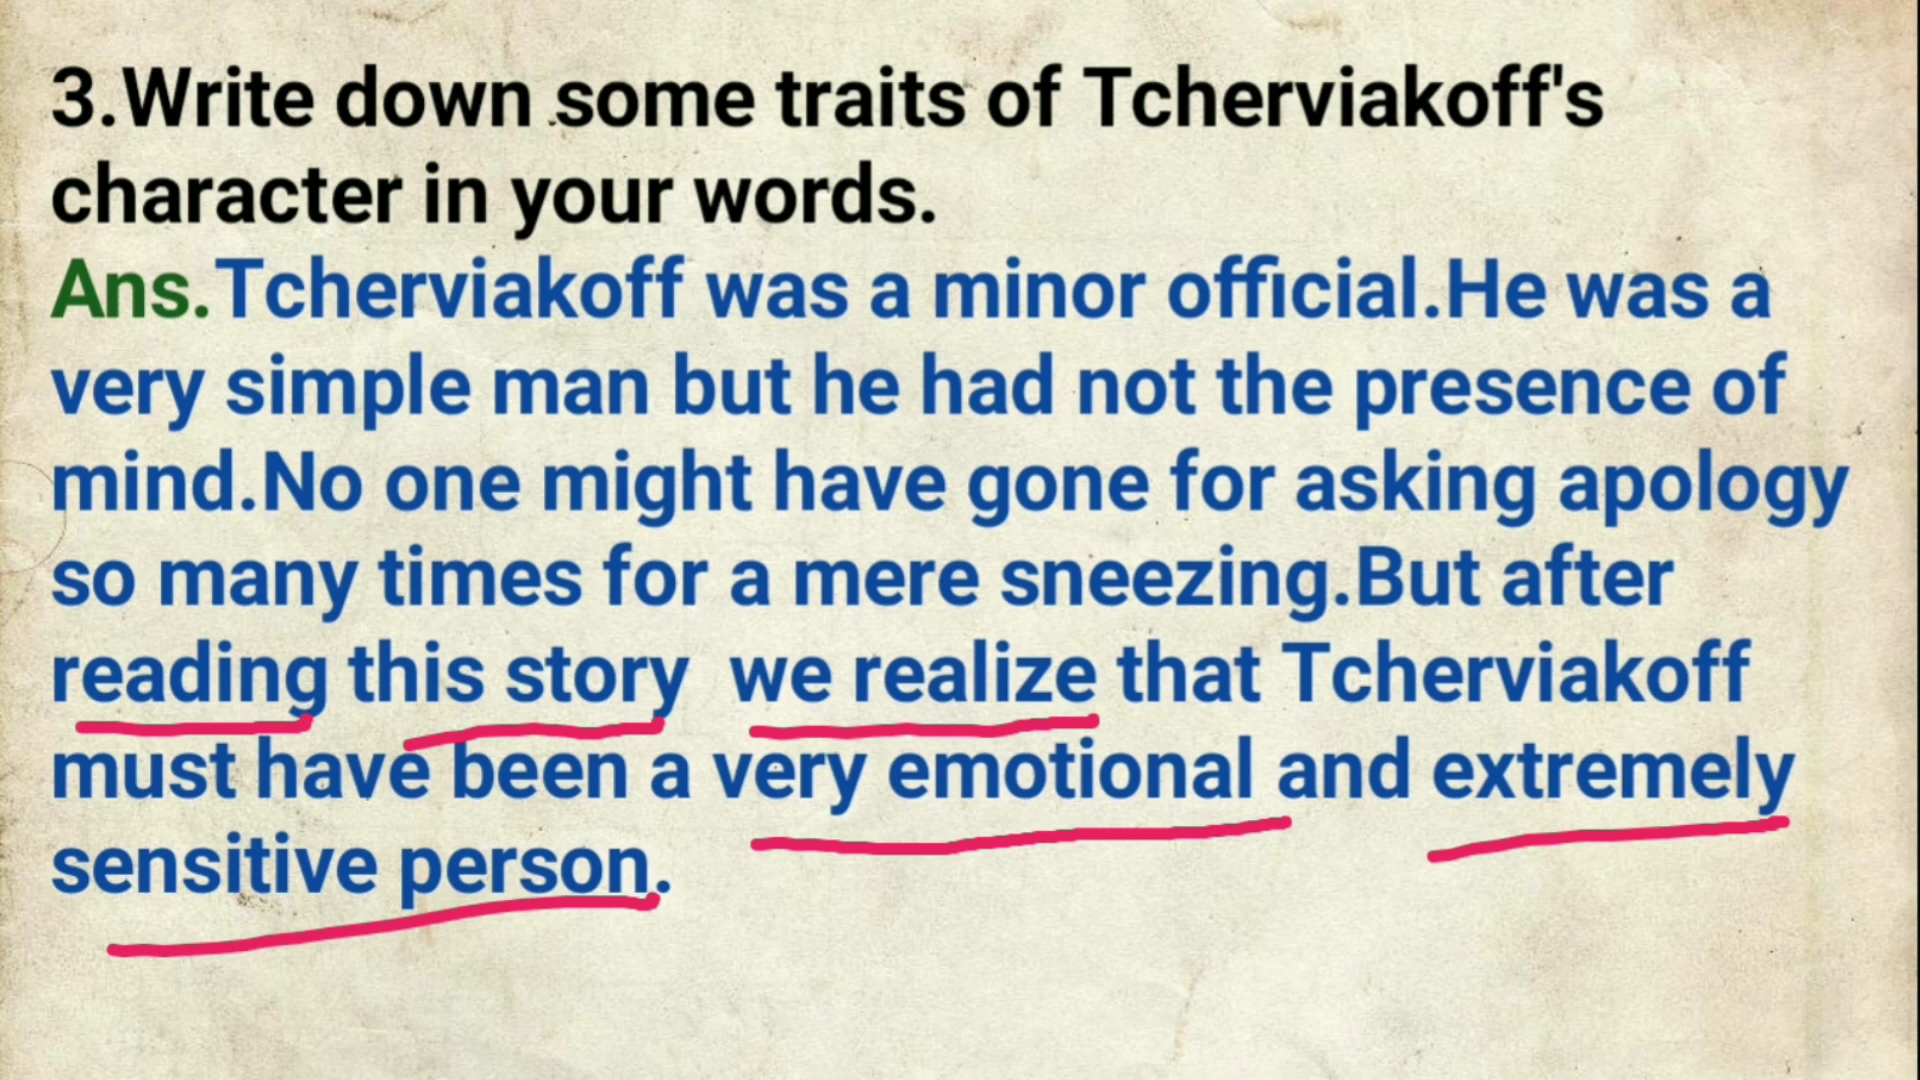 3.Write down some traits of Tcherviakoff's
character in your words.
Ans.Tcherviakoff was a minor official.He was a
very simple man but he had not the presence of
mind.No one might have gone for asking apology
so many times for a mere sneezing.But after
reading this story  we realize that Tcherviakoff
must have been a very emotional and extremely
sensitive person.